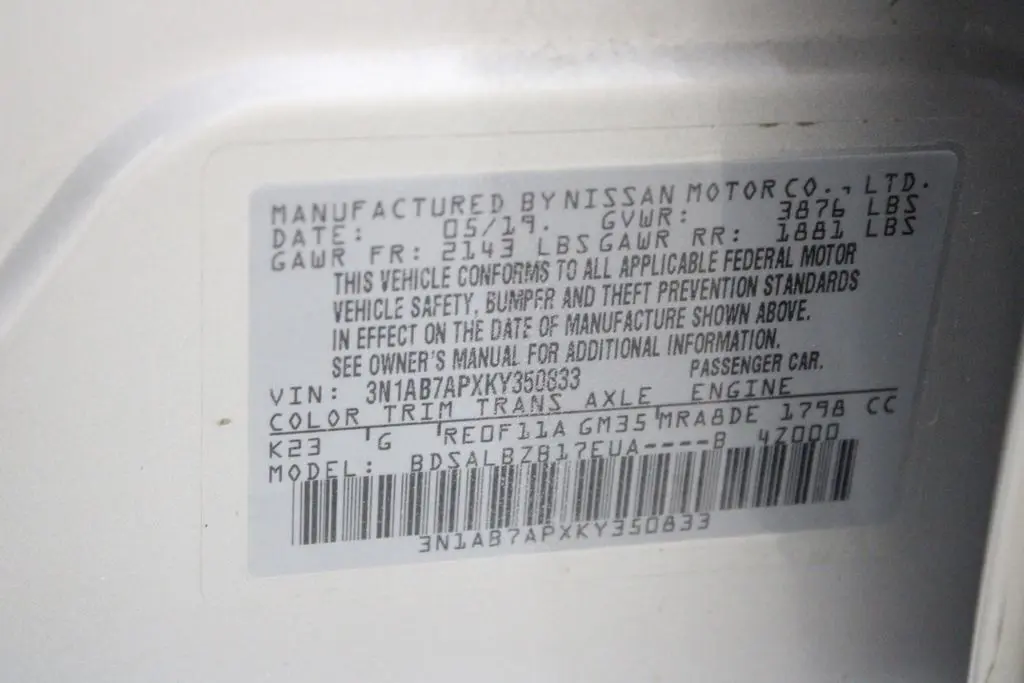 MANUFACTURED BY NISSAN MOTOR CO., LTD.
DATE: 05/19. GVWR: 3876 LBS
GAWR FR: 2143 LBS GAWR RR: 1881 LBS
THIS VEHICLE CONFORMS TO ALL APPLICABLE FEDERAL MOTOR
VEHICLE SAFETY, BUMPER AND THEFT PREVENTION STANDARDS
IN EFFECT ON THE DATE OF MANUFACTURE SHOWN ABOVE.
SEE OWNER'S MANUAL FOR ADDITIONAL INFORMATION.
VIN: 3N1AB7APXKY350833 PASSENGER CAR.
COLOR TRIM TRANS AXLE ENGINE
K23 G RE0F11A GM35 MRA8DE 1798 CC
MODEL: BDSALBZB17EUA----B 4Z000
3N1AB7APXKY350833